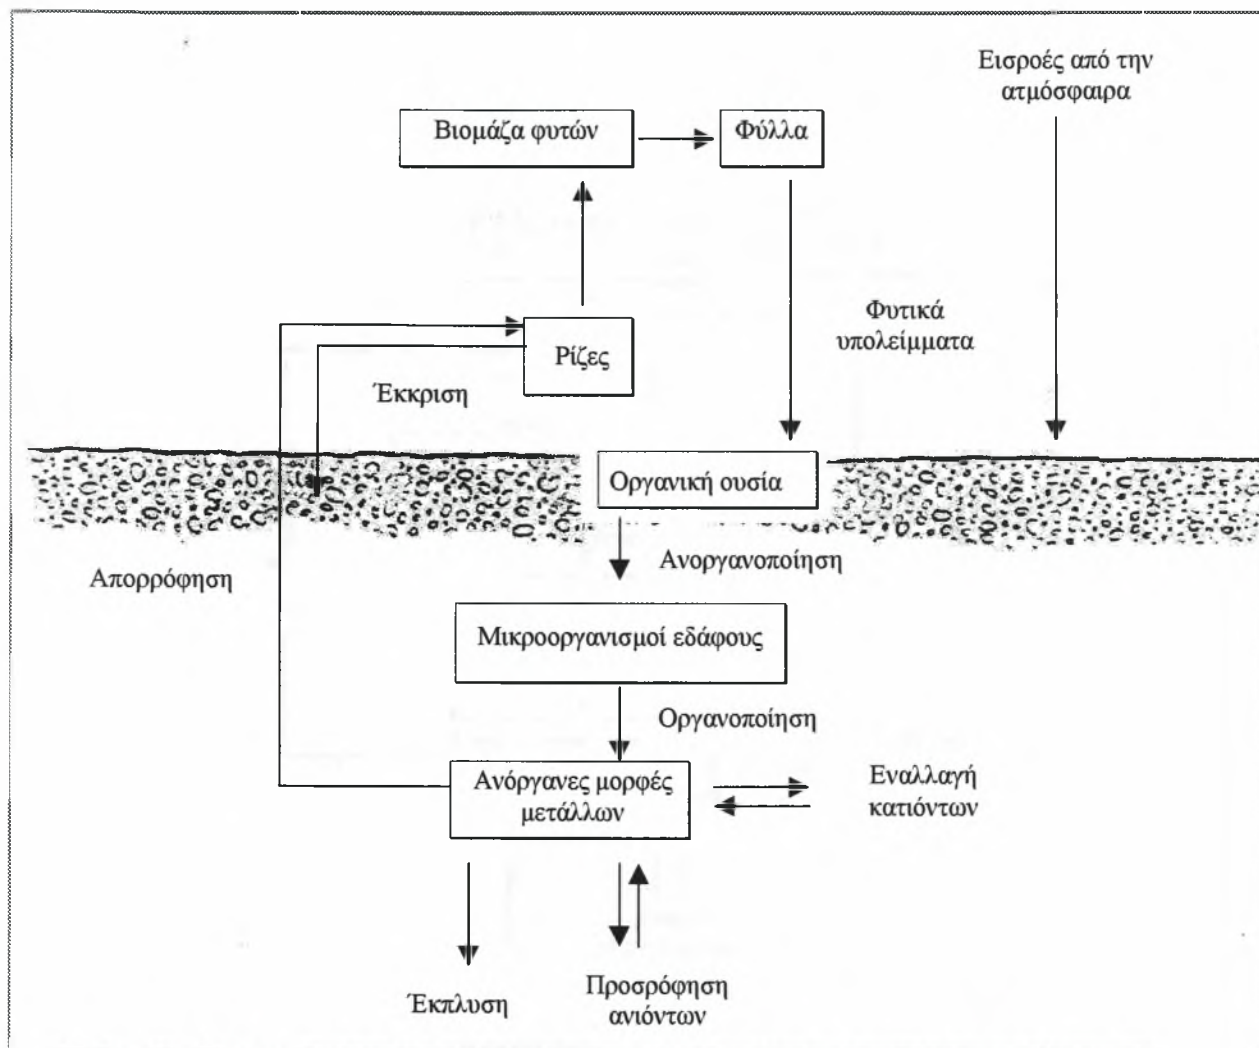 Εισροές από την
ατμόσφαιρα
Βιομάζα φυτών
Φύλλα
Φυτικά
υπολείμματα
Ρίζες
Έκκριση
Οργανική ουσία
Ανοργανοποίηση
Απορρόφηση
Μικροοργανισμοί εδάφους
Οργανοποίηση
Ανόργανες μορφές
μετάλλων
Εναλλαγή
κατιόντων
Έκπλυση
Προσρόφηση
ανιόντων